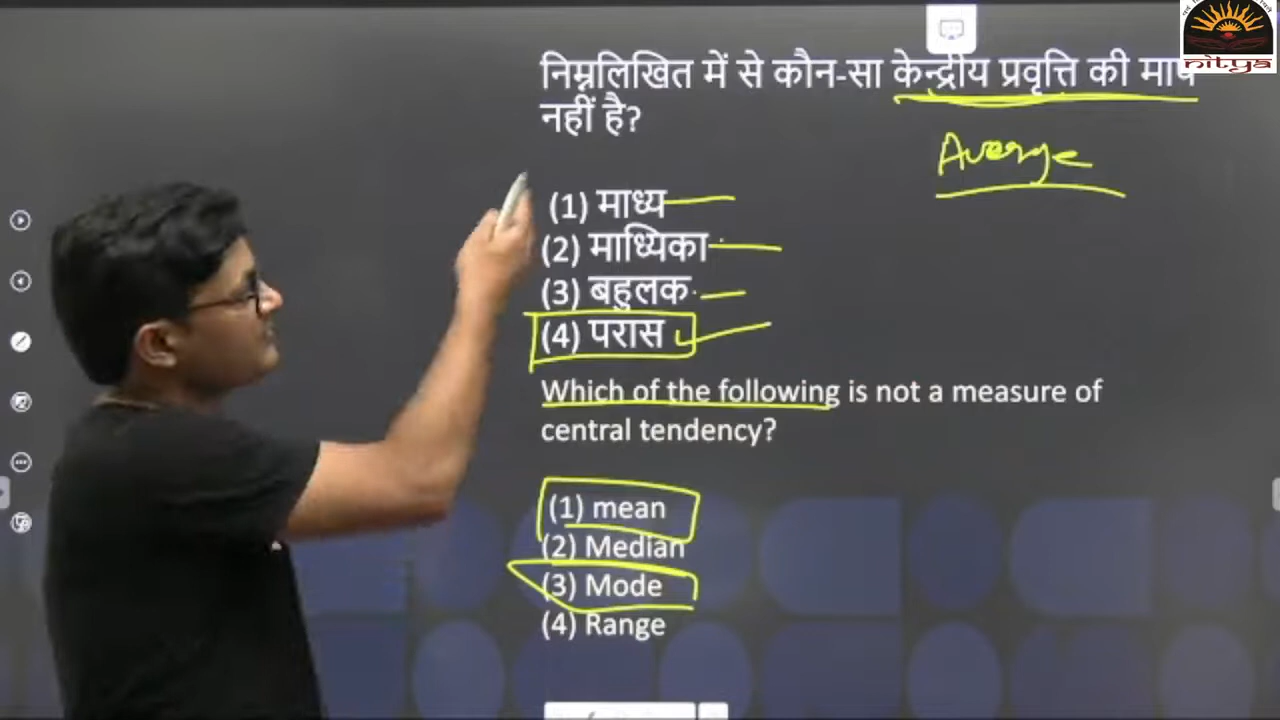 निम्नलिखित में से कौन-सा केन्द्रीय प्रवृत्ति की माप
नहीं है?
Averge
(1) माध्य
(2) माध्यिका
(3) बहुलक
(4) परास
Which of the following is not a measure of
central tendency?
(1) mean
(2) Median
(3) Mode
(4) Range
nitya